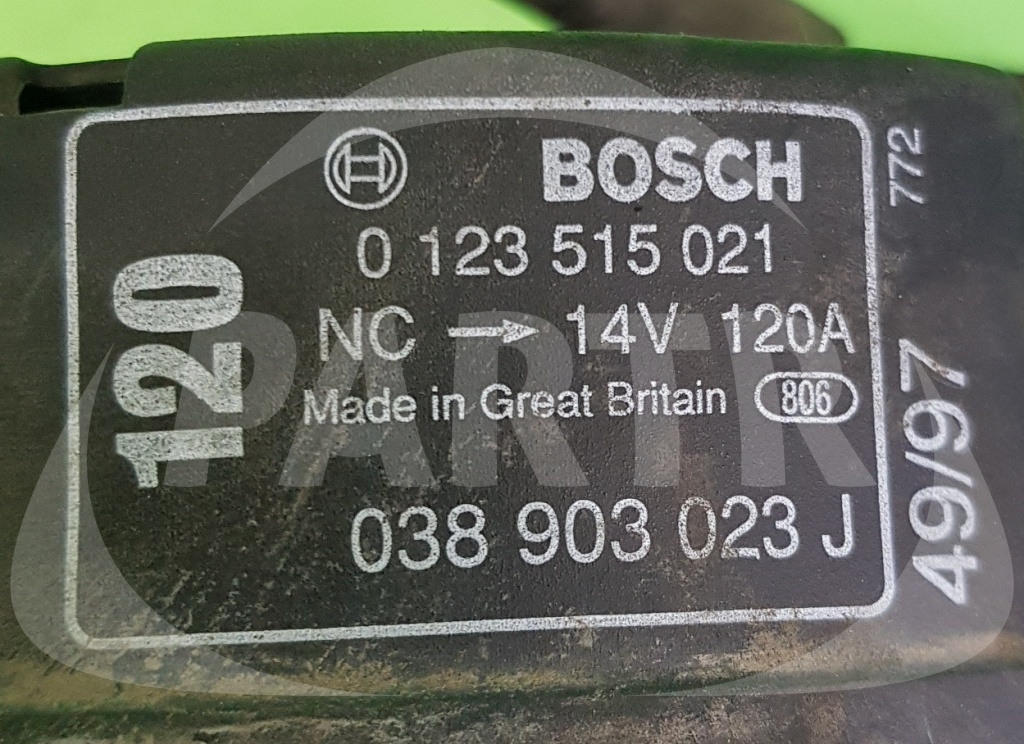 BOSCH
0 123 515 021
NC → 14V 120A
Made in Great Britain 806
038 903 023 J
120
772
49/97
PARTR